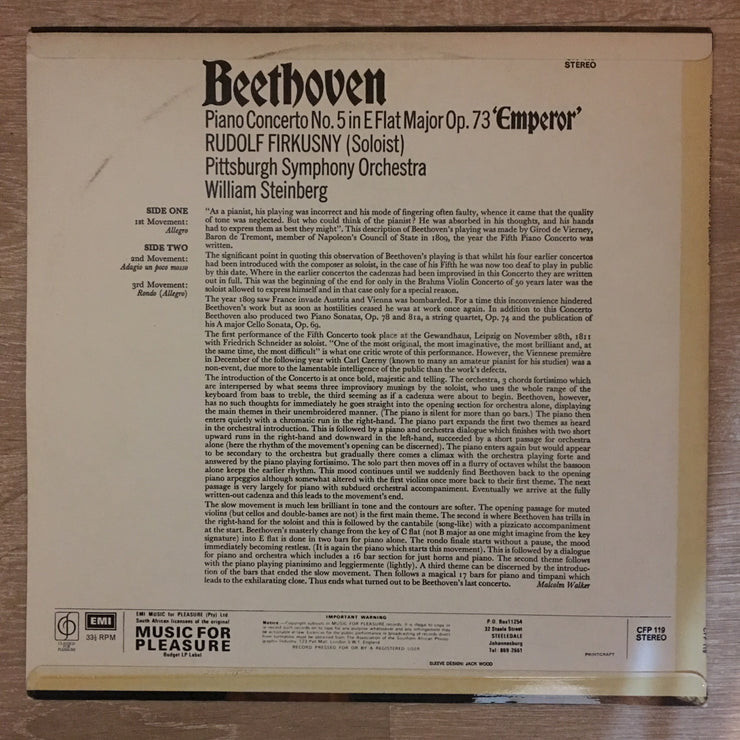 STEREO
Beethoven
Piano Concerto No. 5 in E Flat Major Op. 73 'Emperor'
RUDOLF FIRKUSNY (Soloist)
Pittsburgh Symphony Orchestra
William Steinberg
SIDE ONE
1st Movement:
Allegro
SIDE TWO
2nd Movement:
Adagio un poco mosso
3rd Movement:
Rondo (Allegro)
"As a pianist, his playing was incorrect and his mode of fingering often faulty, whence it came that the quality
of tone was neglected. But who could think of the pianist? He was absorbed in his thoughts, and his hands
had to express them as best they might". This description of Beethoven's playing was made by Girod de Vierney,
Baron de Tremont, member of Napoleon's Council of State in 1809, the year the Fifth Piano Concerto was
written.
The significant point in quoting this observation of Beethoven's playing is that whilst his four earlier concertos
had been introduced with the composer as soloist, in the case of his Fifth he was now too deaf to play in public
by this date. Where in the earlier concertos the cadenzas had been improvised in this Concerto they are written
out in full. This was the beginning of the end for only in the Brahms Violin Concerto of 50 years later was the
soloist allowed to express himself and in that case only for a special reason.
The year 1809 saw France invade Austria and Vienna was bombarded. For a time this inconvenience hindered
Beethoven's work but as soon as hostilities ceased he was at work once again. In addition to this Concerto
Beethoven also produced two Piano Sonatas, Op. 78 and 81a, a string quartet, Op. 74 and the publication of
his A major Cello Sonata, Op. 69.
The first performance of the Fifth Concerto took place at the Gewandhaus, Leipzig on November 28th, 1811
with Friedrich Schneider as soloist. "One of the most original, the most imaginative, the most brilliant and, at
the same time, the most difficult" is what one critic wrote of this performance. However, the Viennese première
in December of the following year with Carl Czerny (known to many an amateur pianist for his studies) was a
non-event, due more to the lamentable intelligence of the public than the work's defects.
The introduction of the Concerto is at once bold, majestic and telling. The orchestra, 3 chords fortissimo which
are interspersed by what seems three improvisory musings by the soloist, who uses the whole range of the
keyboard from bass to treble, the third seeming as if a cadenza were about to begin. Beethoven, however,
has no such thoughts for immediately he goes straight into the opening section for orchestra alone, displaying
the main themes in their unembroidered manner. (The piano is silent for more than 90 bars.) The piano then
enters quietly with a chromatic run in the right-hand. The piano part expands the first two themes as heard
in the orchestral introduction. This is followed by a piano and orchestra dialogue which finishes with two short
upward runs in the right-hand and downward in the left-hand, succeeded by a short passage for orchestra
alone (here the rhythm of the movement's opening can be discerned). The piano enters again but would appear
to be secondary to the orchestra but gradually there comes a climax with the orchestra playing forte and
answered by the piano playing fortissimo. The solo part then moves off in a flurry of octaves whilst the bassoon
alone keeps the earlier rhythm. This mood continues until we suddenly find Beethoven back to the opening
piano arpeggios although somewhat altered with the first violins once more back to their first theme. The next
passage is very largely for piano with subdued orchestral accompaniment. Eventually we arrive at the fully
written-out cadenza and this leads to the movement's end.
The slow movement is much less brilliant in tone and the contours are softer. The opening passage for muted
violins (but cellos and double-basses are not) is the first main theme. The second is where Beethoven has trills in
the right-hand for the soloist and this is followed by the cantabile (song-like) with a pizzicato accompaniment
at the start. Beethoven's masterly change from the key of C flat (not B major as one might imagine from the key
signature) into E flat is done in two bars for piano alone. The rondo finale starts without a pause, the mood
immediately becoming restless. (It is again the piano which starts this movement). This is followed by a dialogue
for piano and orchestra which includes a 16 bar section for just horns and piano. The second theme follows
with the piano playing pianissimo and leggiermente (lightly). A third theme can be discerned by the introduc-
tion of the bars that ended the slow movement. Then follows a magical 17 bars for piano and timpani which
leads to the exhilarating close. Thus ends what turned out to be Beethoven's last concerto.
Malcolm Walker
EMI
33⅓ RPM
EMI MUSIC for PLEASURE (Pty) Ltd
South African licensees of the original
MUSIC FOR
PLEASURE
Budget LP Label
IMPORTANT WARNING
RECORD PRESSED FOR OR BY A REGISTERED USER
SLEEVE DESIGN: JACK WOOD
P.O. Box11254
32 Steele Street
STEELEDALE
Johannesburg
Tel: 869-2661
PRINTCRAFT
CFP 119
STEREO